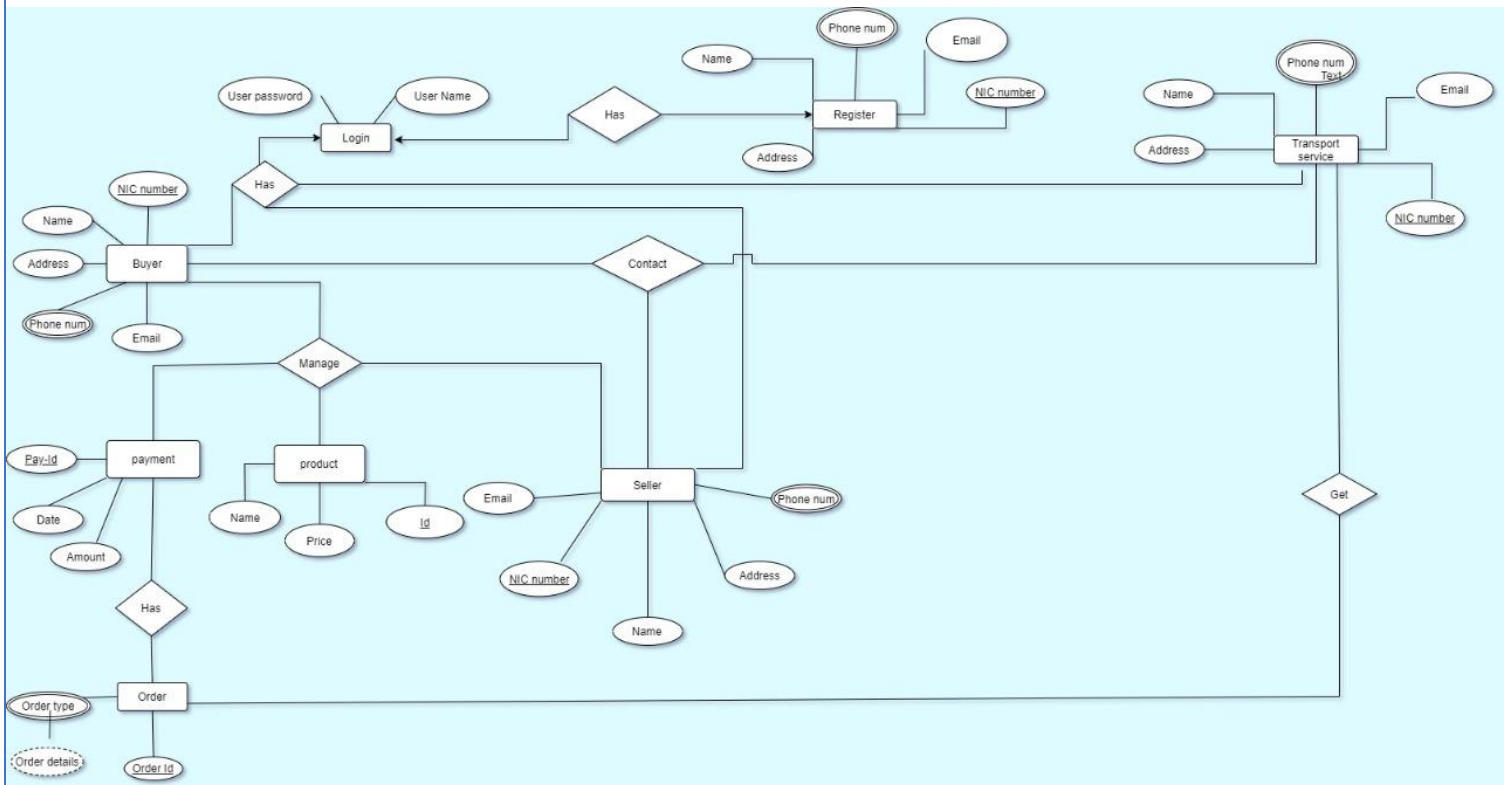 Phone num
Email
Name
NIC number
Has
Register
Address
User password
User Name
Login
Phone num
Text
Name
Email
Address
Transport
service
NIC number
Has
NIC number
Name
Address
Buyer
Phone num
Email
Contact
Manage
Pay-Id
payment
Date
Amount
product
Name
Price
Id
Seller
Email
Phone num
NIC number
Address
Name
Get
Has
Order type
Order
Order details
Order Id